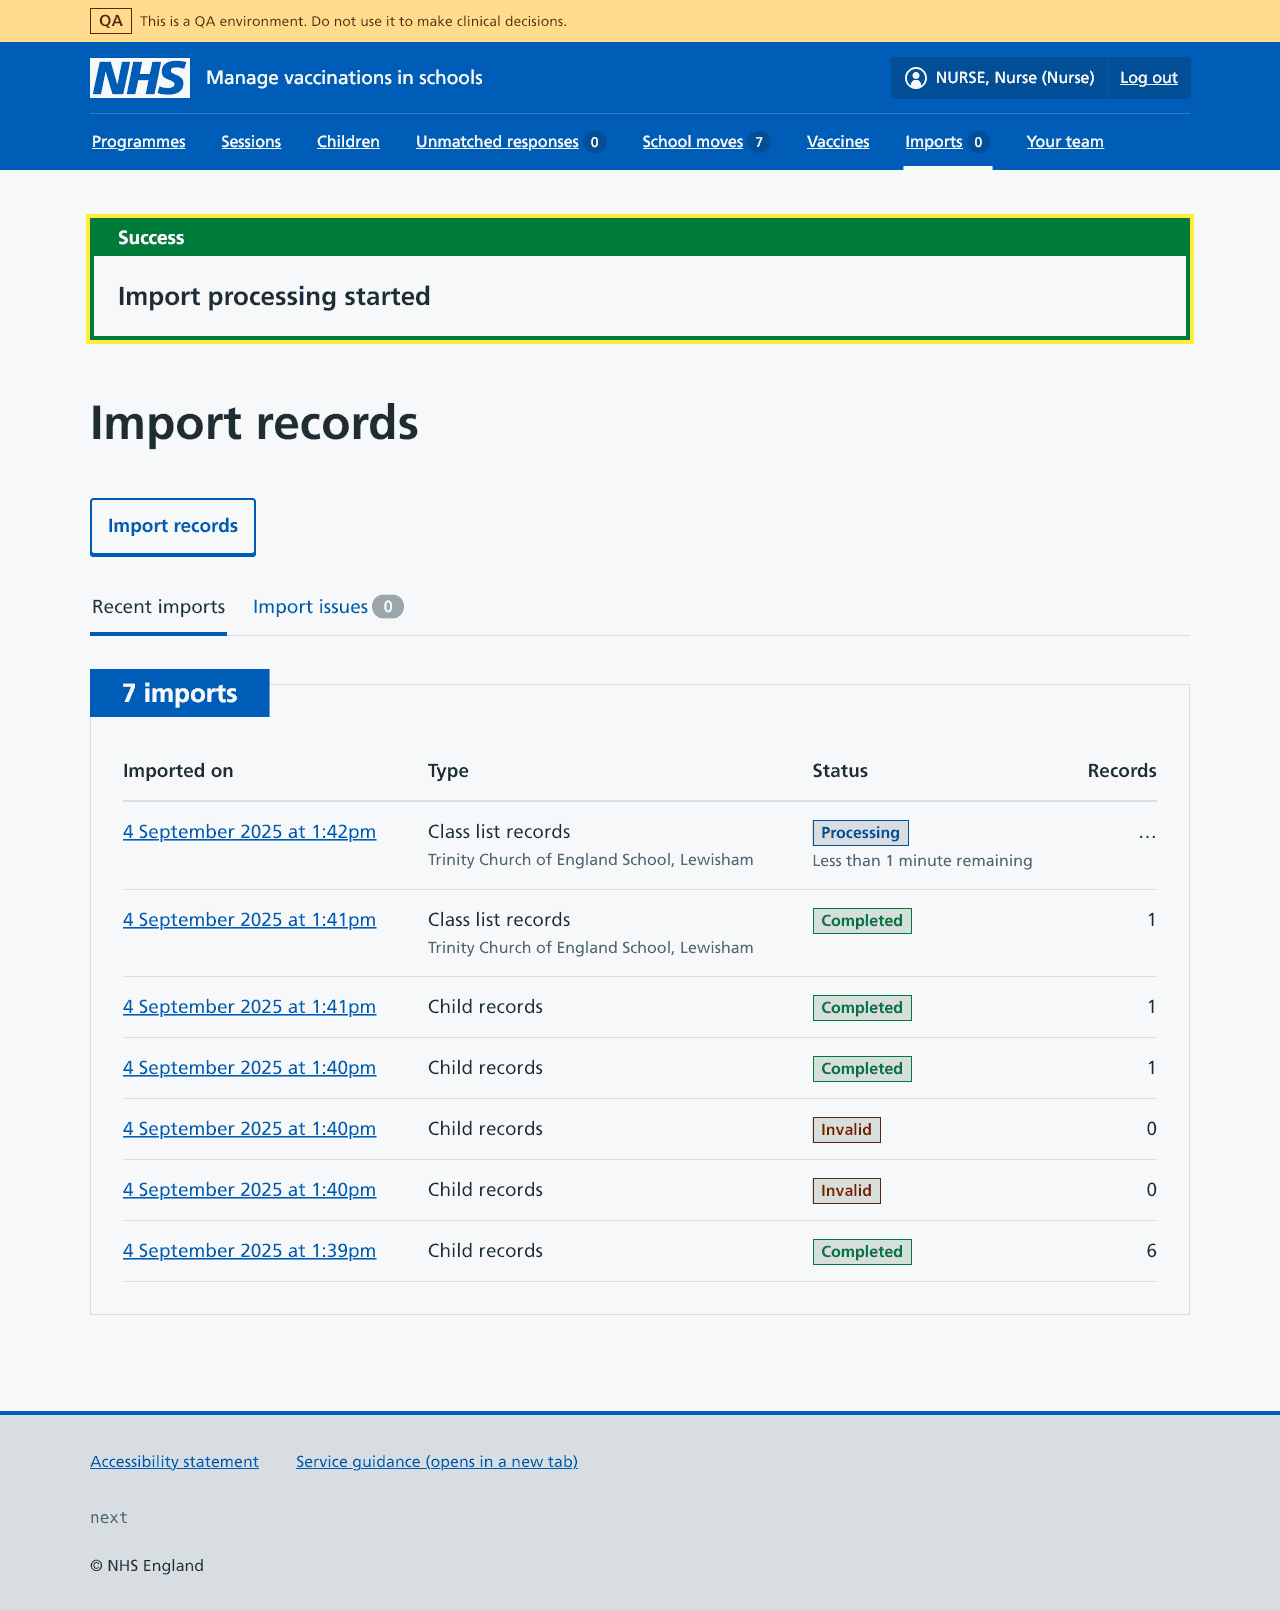 QA This is a QA environment. Do not use it to make clinical decisions.
NHS Manage vaccinations in schools NURSE, Nurse (Nurse) Log out
Programmes Sessions Children Unmatched responses 0 School moves 7 Vaccines Imports 0 Your team
Success
Import processing started
Import records
Import records
Recent imports Import issues 0
7 imports
Imported on Type Status Records
4 September 2025 at 1:42pm Class list records Processing ...
Trinity Church of England School, Lewisham Less than 1 minute remaining
4 September 2025 at 1:41pm Class list records Completed 1
Trinity Church of England School, Lewisham
4 September 2025 at 1:41pm Child records Completed 1
4 September 2025 at 1:40pm Child records Completed 1
4 September 2025 at 1:40pm Child records Invalid 0
4 September 2025 at 1:40pm Child records Invalid 0
4 September 2025 at 1:39pm Child records Completed 6
Accessibility statement Service guidance (opens in a new tab)
next
© NHS England